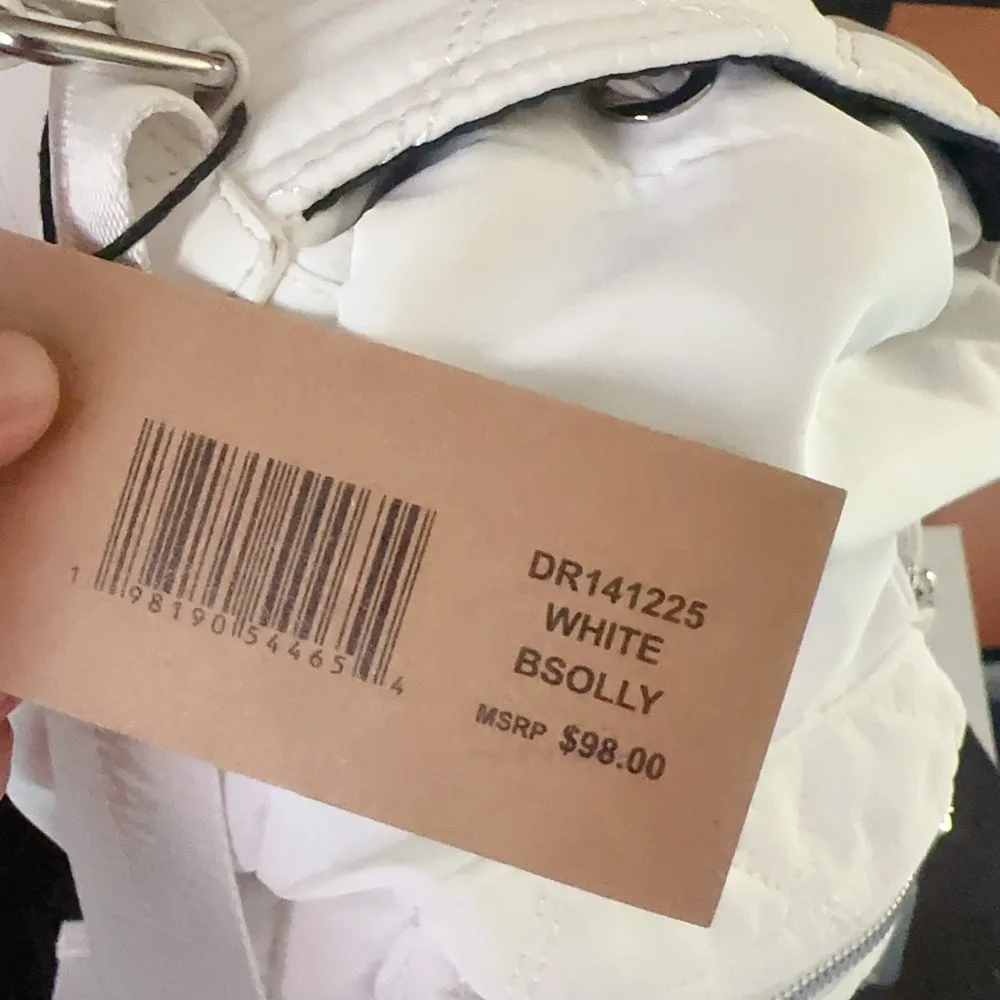 1 98190 54465 4
DR141225
WHITE
BSOLLY
MSRP $98.00